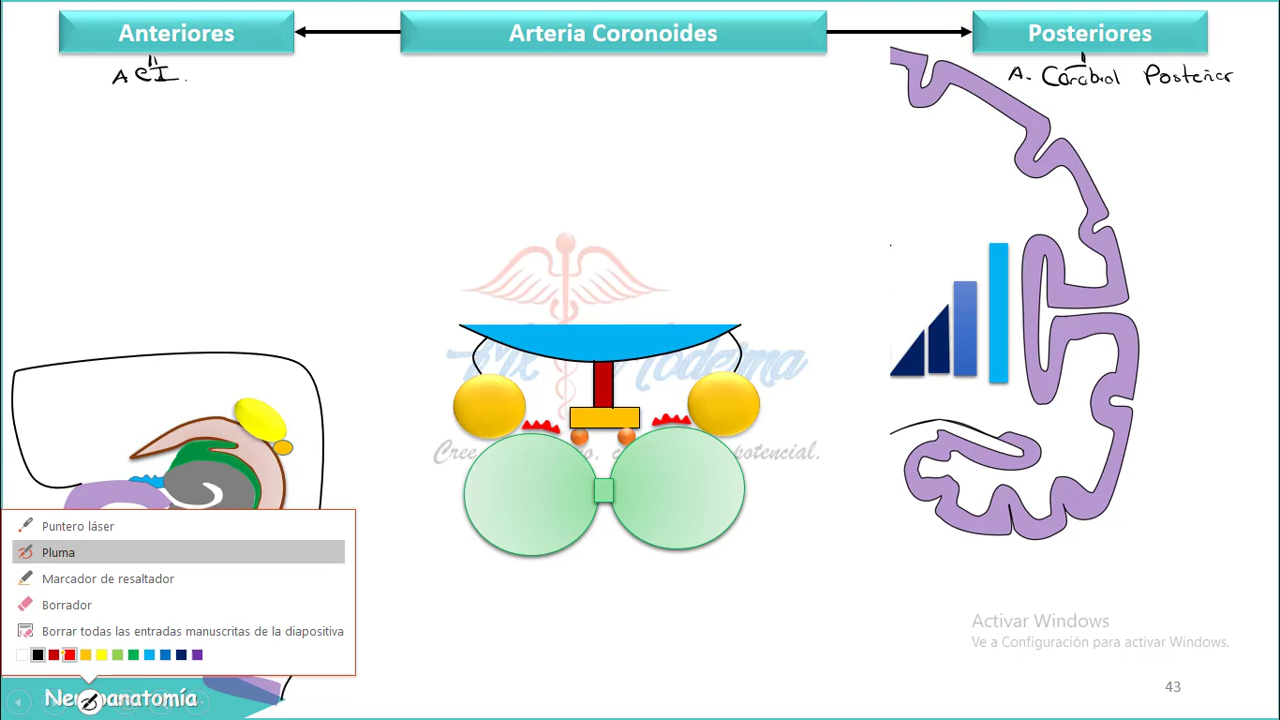 Anteriores
Arteria Coronoides
Posteriores
ACI.
A. Cerebral Posterior
Puntero láser
Pluma
Marcador de resaltador
Borrador
Borrar todas las entradas manuscritas de la diapositiva
Activar Windows
Ve a Configuración para activar Windows.
43